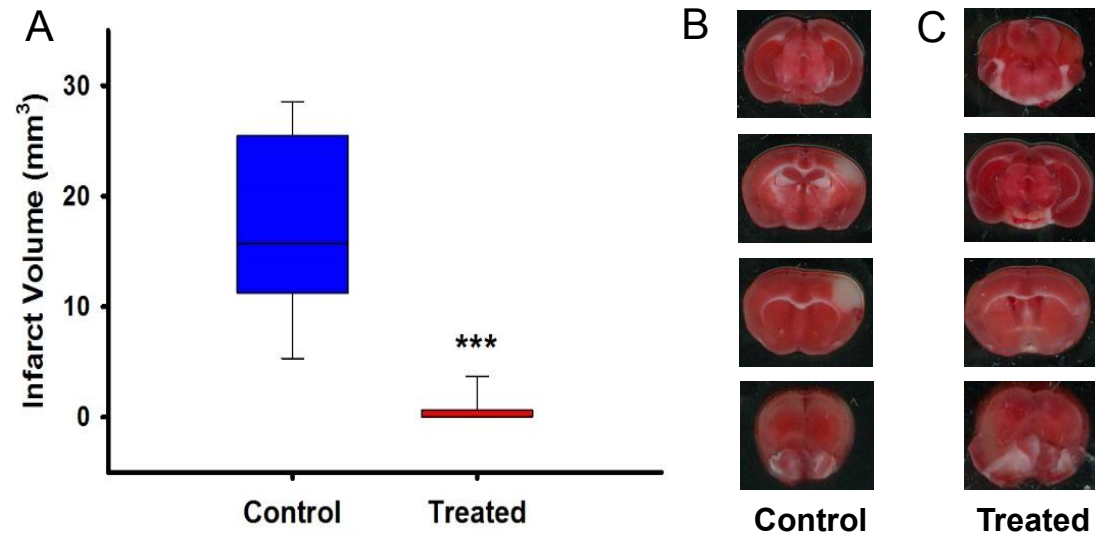 A
B
C
Infarct Volume (mm³)
30
20
10
0
***
Control
Treated
Control
Treated